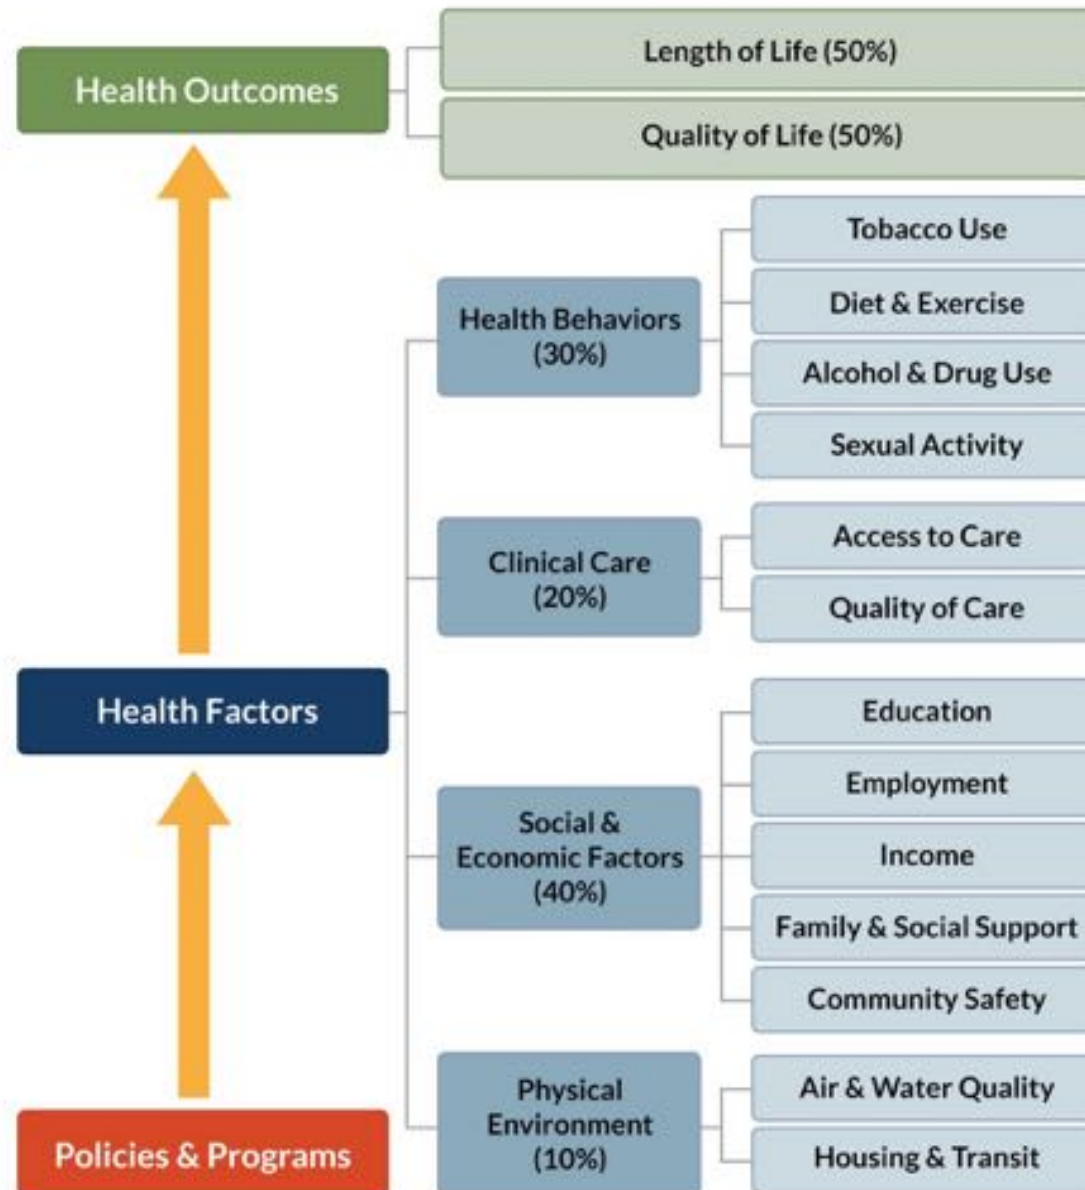 Health Outcomes
Length of Life (50%)
Quality of Life (50%)
Health Factors
Health Behaviors
(30%)
Tobacco Use
Diet & Exercise
Alcohol & Drug Use
Sexual Activity
Clinical Care
(20%)
Access to Care
Quality of Care
Social &
Economic Factors
(40%)
Education
Employment
Income
Family & Social Support
Community Safety
Physical
Environment
(10%)
Air & Water Quality
Housing & Transit
Policies & Programs